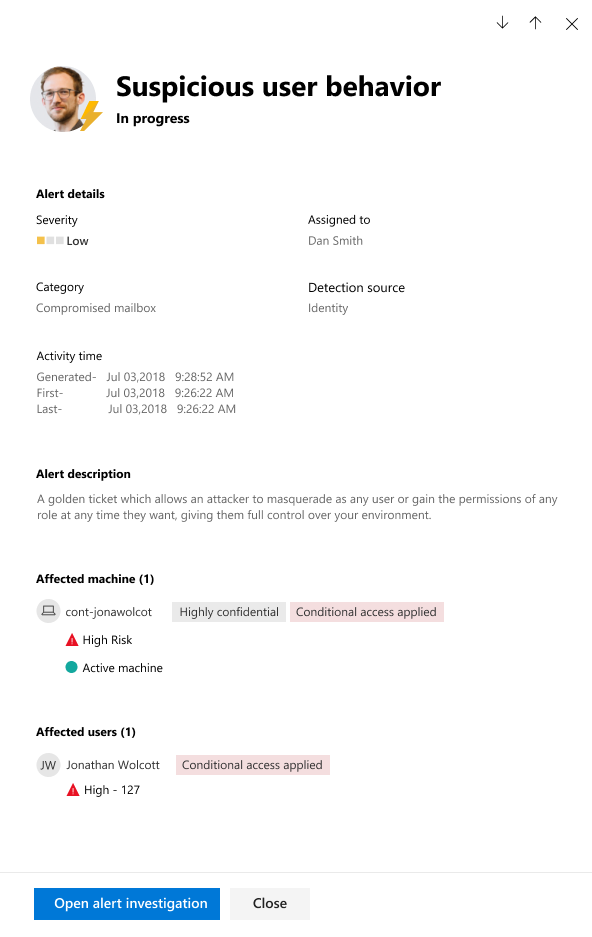 Suspicious user behavior
In progress
Alert details
Severity
Assigned to
Low
Dan Smith
Category
Detection source
Compromised mailbox
Identity
Activity time
Generated- Jul 03,2018 9:28:52 AM
First- Jul 03,2018 9:26:22 AM
Last- Jul 03,2018 9:26:22 AM
Alert description
A golden ticket which allows an attacker to masquerade as any user or gain the permissions of any
role at any time they want, giving them full control over your environment.
Affected machine (1)
cont-jonawolcot Highly confidential Conditional access applied
High Risk
Active machine
Affected users (1)
JW Jonathan Wolcott Conditional access applied
High - 127
Open alert investigation Close